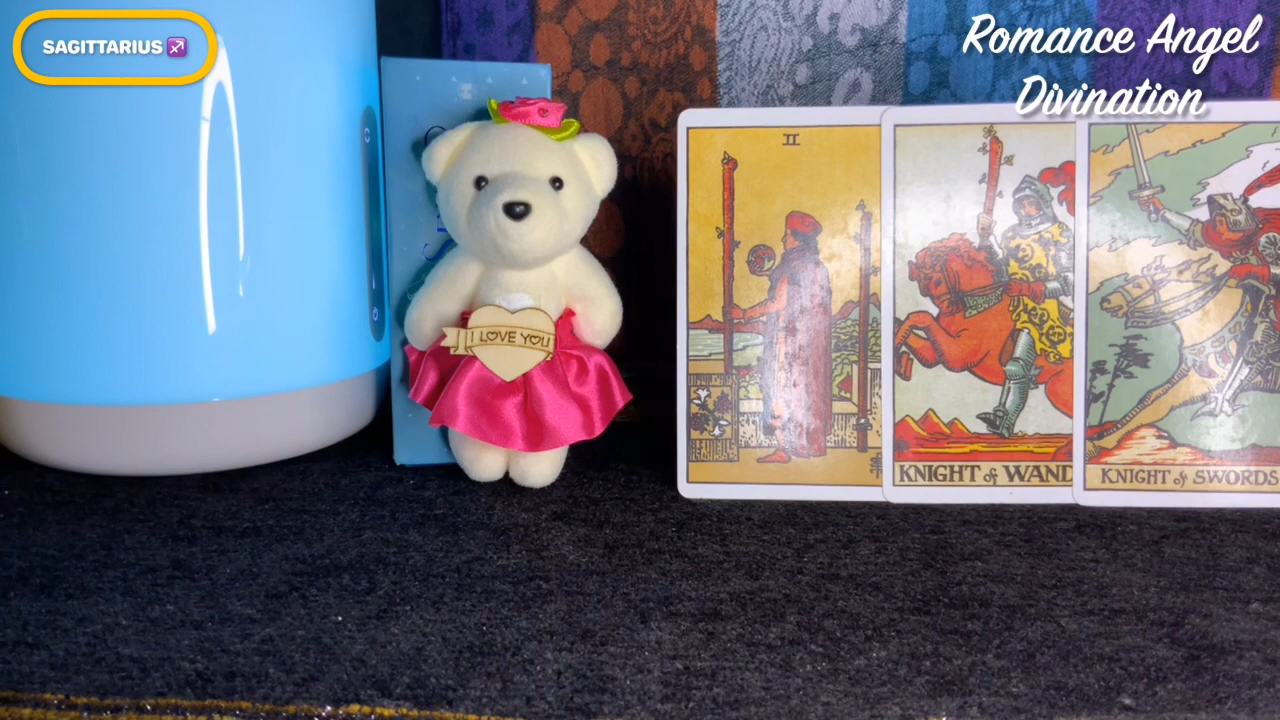 SAGITTARIUS ♐
Romance Angel
Divination
I LOVE YOU
II
KNIGHT of WAND
KNIGHT of SWORDS